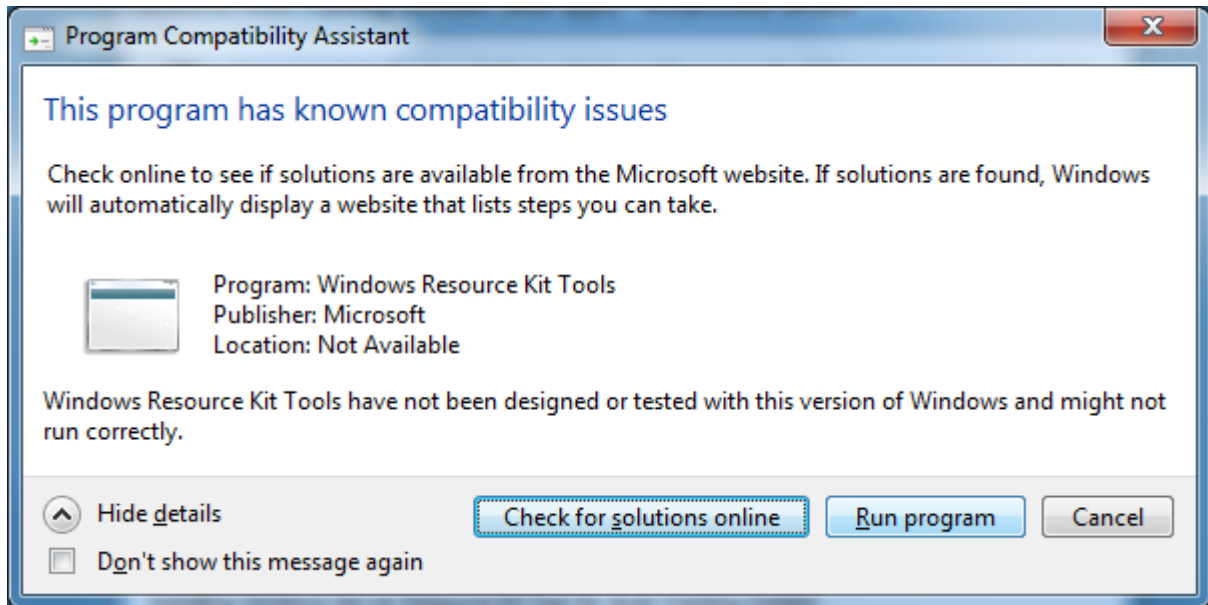 Program Compatibility Assistant
This program has known compatibility issues
Check online to see if solutions are available from the Microsoft website. If solutions are found, Windows
will automatically display a website that lists steps you can take.
Program: Windows Resource Kit Tools
Publisher: Microsoft
Location: Not Available
Windows Resource Kit Tools have not been designed or tested with this version of Windows and might not
run correctly.
Hide details
Check for solutions online
Run program
Cancel
Don't show this message again